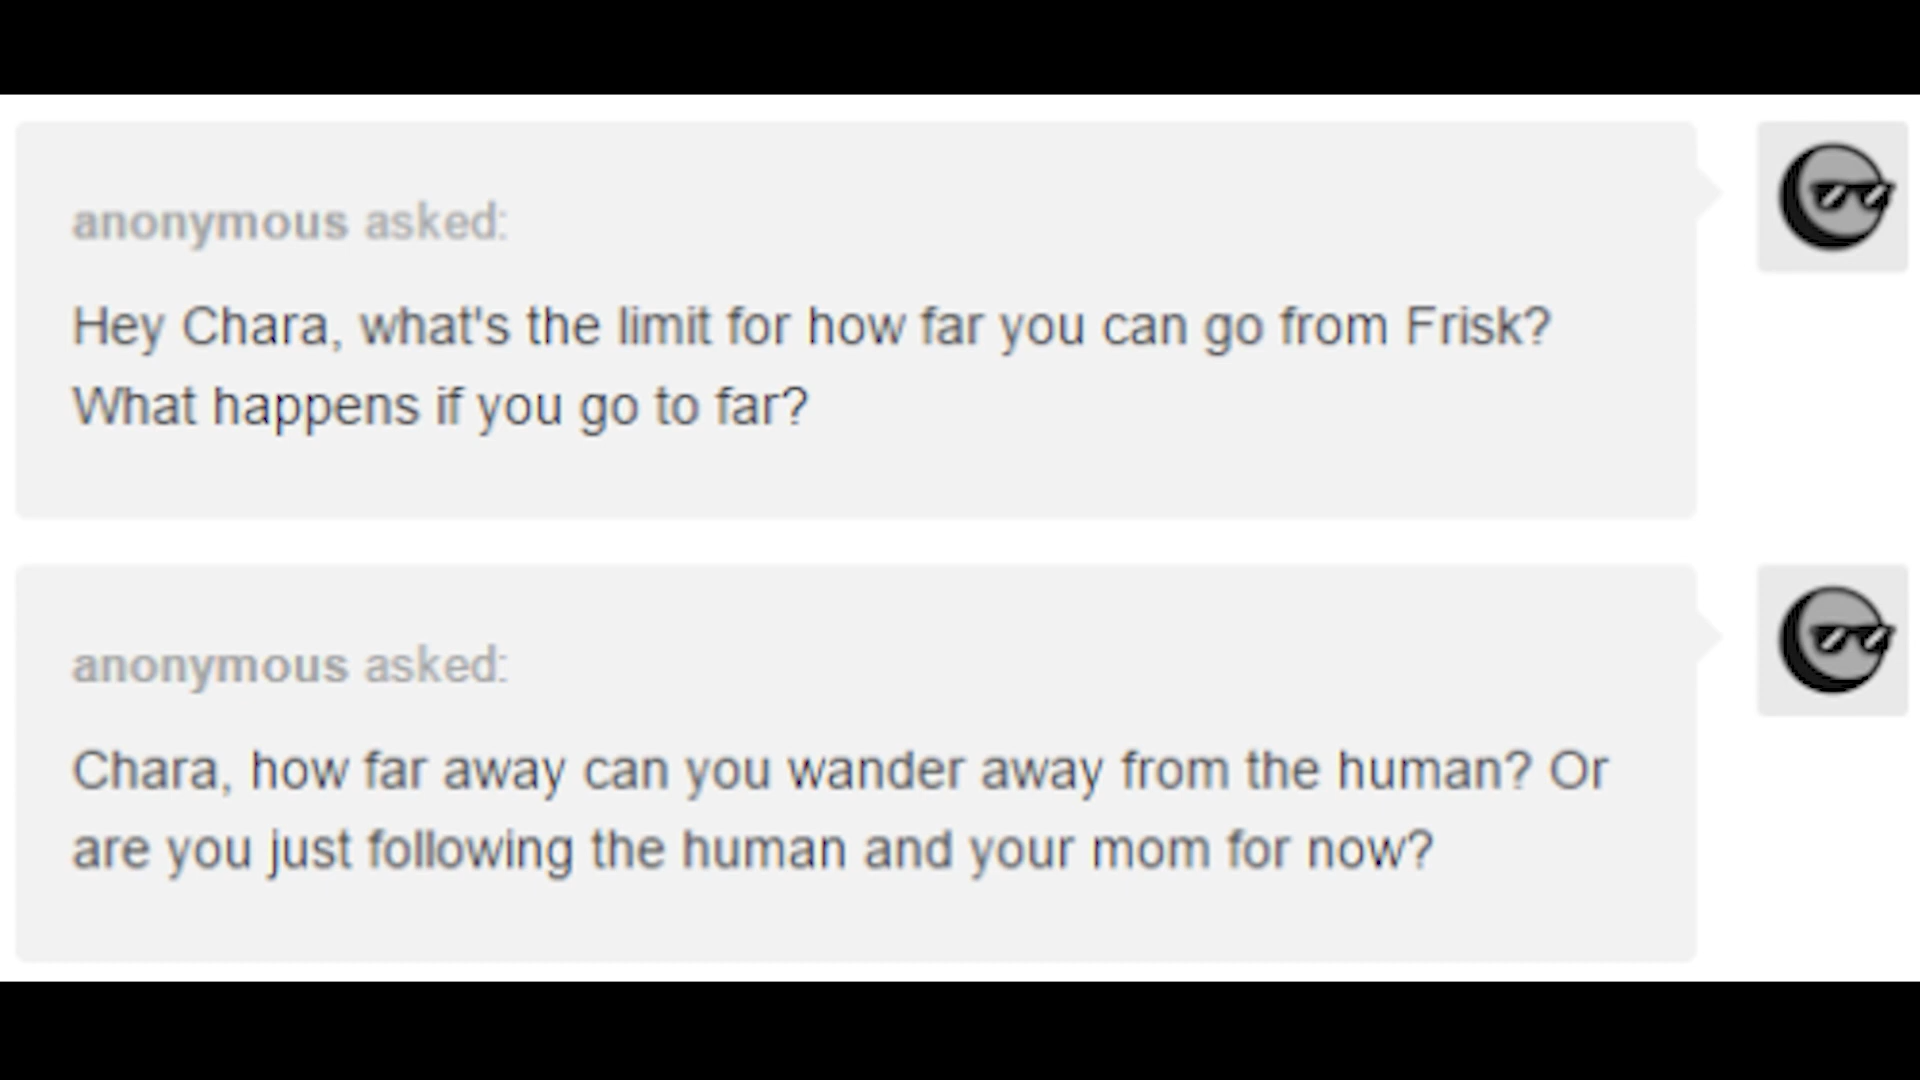 anonymous asked:
Hey Chara, what's the limit for how far you can go from Frisk?
What happens if you go to far?
anonymous asked:
Chara, how far away can you wander away from the human? Or
are you just following the human and your mom for now?